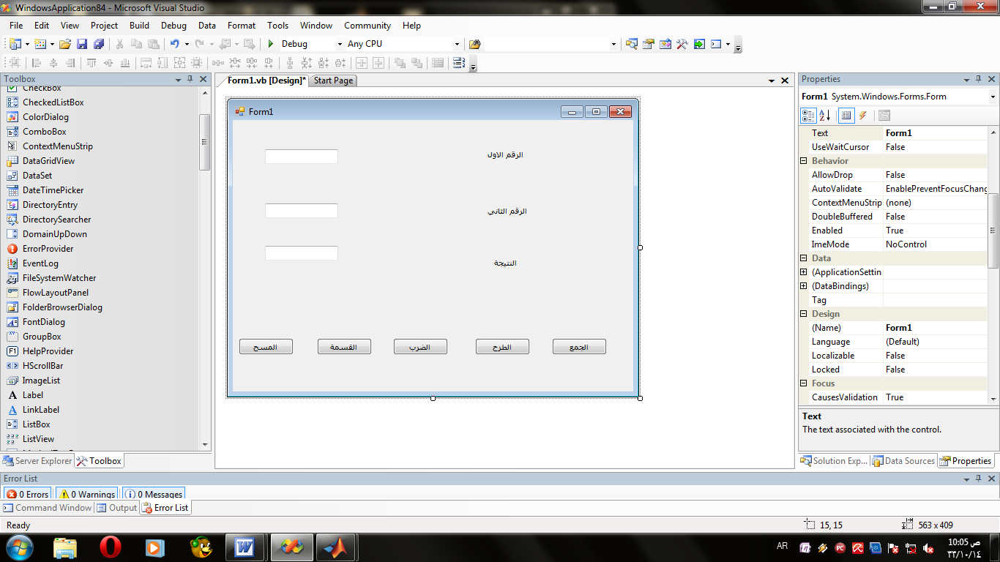 WindowsApplication84 - Microsoft Visual Studio
File Edit View Project Build Debug Data Format Tools Window Community Help
Debug Any CPU
Toolbox
CheckBox
CheckedListBox
ColorDialog
ComboBox
ContextMenuStrip
DataGridView
DataSet
DateTimePicker
DirectoryEntry
DirectorySearcher
DomainUpDown
ErrorProvider
EventLog
FileSystemWatcher
FlowLayoutPanel
FolderBrowserDialog
FontDialog
GroupBox
HelpProvider
HScrollBar
ImageList
Label
LinkLabel
ListBox
ListView
Server Explorer Toolbox
Form1.vb [Design]* Start Page
Form1
الرقم الاول
الرقم الثاني
النتيجة
الجمع الطرح الضرب القسمة المسح
Properties
Form1 System.Windows.Forms.Form
Text Form1
UseWaitCursor False
Behavior
AllowDrop False
AutoValidate EnablePreventFocusChang
ContextMenuStrip (none)
DoubleBuffered False
Enabled True
ImeMode NoControl
Data
(ApplicationSettin
(DataBindings)
Tag
Design
(Name) Form1
Language (Default)
Localizable False
Locked False
Focus
CausesValidation True
Text
The text associated with the control.
Solution Exp... Data Sources Properties
Error List
0 Errors 0 Warnings 0 Messages
Command Window Output Error List
Ready 15, 15 563 x 409
AR
10:05 ص
٣٣/١٠/١٤